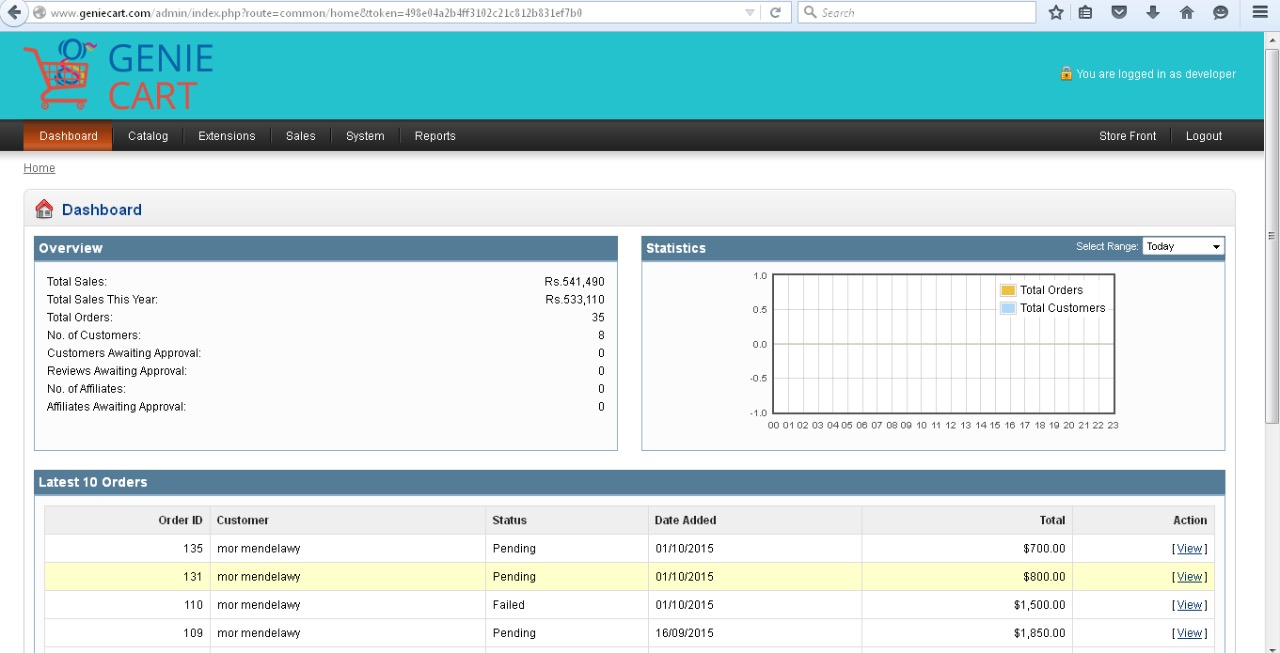 www.geniecart.com/admin/index.php?route=common/home&token=498e04a2b4ff3102c21c812b831ef7b0
Search
GENIE
CART
You are logged in as developer
Dashboard Catalog Extensions Sales System Reports Store Front Logout
Home
Dashboard
Overview
Total Sales: Rs.541,490
Total Sales This Year: Rs.533,110
Total Orders: 35
No. of Customers: 8
Customers Awaiting Approval: 0
Reviews Awaiting Approval: 0
No. of Affiliates: 0
Affiliates Awaiting Approval: 0
Statistics Select Range: Today
1.0
0.5
0.0
-0.5
-1.0
Total Orders
Total Customers
00 01 02 03 04 05 06 07 08 09 10 11 12 13 14 15 16 17 18 19 20 21 22 23
Latest 10 Orders
Order ID Customer Status Date Added Total Action
135 mor mendelawy Pending 01/10/2015 $700.00 [ View ]
131 mor mendelawy Pending 01/10/2015 $800.00 [ View ]
110 mor mendelawy Failed 01/10/2015 $1,500.00 [ View ]
109 mor mendelawy Pending 16/09/2015 $1,850.00 [ View ]